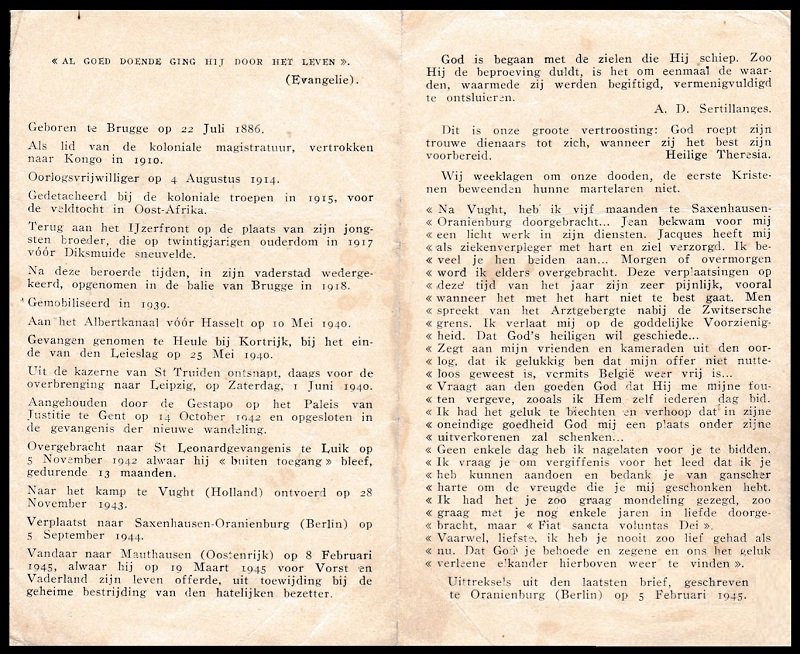 « AL GOED DOENDE GING HIJ DOOR HET LEVEN ».
(Evangelie).
Geboren te Brugge op 22 Juli 1886.
Als lid van de koloniale magistratuur, vertrokken
naar Kongo in 1910.
Oorlogsvrijwilliger op 4 Augustus 1914.
Gedetacheerd bij de koloniale troepen in 1915, voor
de veldtocht in Oost-Afrika.
Terug aan het IJzerfront op de plaats van zijn jong-
sten broeder, die op twintigjarigen ouderdom in 1917
vóór Diksmuide sneuvelde.
Na deze beroerde tijden, in zijn vaderstad wederge-
keerd, opgenomen in de balie van Brugge in 1918.
Gemobiliseerd in 1939.
Aan het Albertkanaal vóór Hasselt op 10 Mei 1940.
Gevangen genomen te Heule bij Kortrijk, bij het ein-
de van den Leieslag op 25 Mei 1940.
Uit de kazerne van St Truiden ontsnapt, daags voor de
overbrenging naar Leipzig, op Zaterdag, 1 Juni 1940.
Aangehouden door de Gestapo op het Paleis van
Justitie te Gent op 14 October 1942 en opgesloten in
de gevangenis der nieuwe wandeling.
Overgebracht naar St Leonardgevangenis te Luik op
5 November 1942 alwaar hij « buiten toegang » bleef,
gedurende 13 maanden.
Naar het kamp te Vught (Holland) ontvoerd op 28
November 1943.
Verplaatst naar Saxenhausen-Oranienburg (Berlin) op
5 September 1944.
Vandaar naar Mauthausen (Oostenrijk) op 8 Februari
1945, alwaar hij op 19 Maart 1945 voor Vorst en
Vaderland zijn leven offerde, uit toewijding bij de
geheime bestrijding van den hatelijken bezetter.
God is begaan met de zielen die Hij schiep. Zoo
Hij de beproeving duldt, is het om eenmaal de waar-
den, waarmede zij werden begiftigd, vermenigvuldigd
te ontsluieren.
A. D. Sertillanges.
Dit is onze groote vertroosting: God roept zijn
trouwe dienaars tot zich, wanneer zij het best zijn
voorbereid. Heilige Theresia.
Wij weeklagen om onze dooden, de eerste Kriste-
nen beweenden hunne martelaren niet.
« Na Vught, heb ik vijf maanden te Saxenhausen-
« Oranienburg doorgebracht... Jean bekwam voor mij
« een licht werk in zijn diensten. Jacques heeft mij
« als ziekenverpleger met hart en ziel verzorgd. Ik be-
« veel je hen beiden aan... Morgen of overmorgen
« word ik elders overgebracht. Deze verplaatsingen op
« deze tijd van het jaar zijn zeer pijnlijk, vooral
« wanneer het met het hart niet te best gaat. Men
« spreekt van het Arztgebergte nabij de Zwitsersche
« grens. Ik verlaat mij op de goddelijke Voorzienig-
« heid. Dat God's heiligen wil geschiede...
« Zegt aan mijn vrienden en kameraden uit den oor-
« log, dat ik gelukkig ben dat mijn offer niet nutte-
« loos geweest is, vermits België weer vrij is...
« Vraagt aan den goeden God dat Hij me mijne fou-
« ten vergeve, zooals ik Hem zelf iederen dag bid.
« Ik had het geluk te biechten en verhoop dat in zijne
« oneindige goedheid God mij een plaats onder zijne
« uitverkorenen zal schenken...
« Geen enkele dag heb ik nagelaten voor je te bidden.
« Ik vraag je om vergiffenis voor het leed dat ik je
« heb kunnen aandoen en bedank je van ganscher
« harte om de vreugde die je mij geschonken hebt.
« Ik had het je zoo graag mondeling gezegd, zoo
« graag met je nog enkele jaren in liefde doorge-
« bracht, maar « Fiat sancta voluntas Dei ».
« Vaarwel, liefste, ik heb je nooit zoo lief gehad als
« nu. Dat God je behoede en zegene en ons het geluk
« verleene elkander hierboven weer te vinden ».
Uittreksels uit den laatsten brief, geschreven
te Oranienburg (Berlin) op 5 Februari 1945.